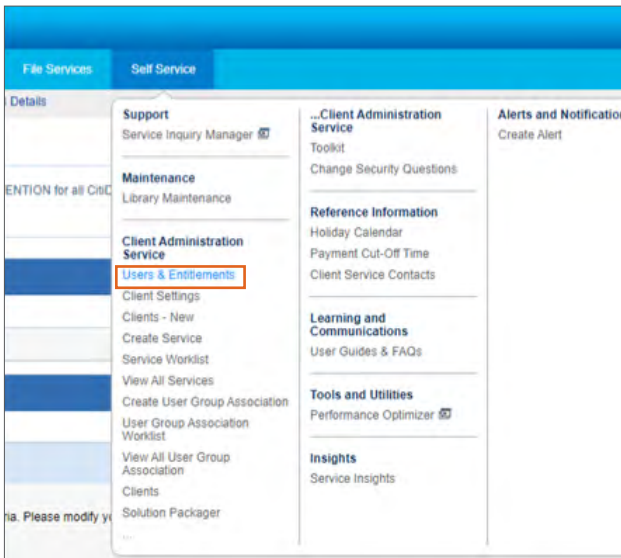 File Services
Self Service
Details
ENTION for all CitiD
ria. Please modify yo
Support
Service Inquiry Manager
Maintenance
Library Maintenance
Client Administration
Service
Users & Entitlements
Client Settings
Clients - New
Create Service
Service Worklist
View All Services
Create User Group Association
User Group Association
Worklist
View All User Group
Association
Clients
Solution Packager
...
...Client Administration
Service
Toolkit
Change Security Questions
Reference Information
Holiday Calendar
Payment Cut-Off Time
Client Service Contacts
Learning and
Communications
User Guides & FAQs
Tools and Utilities
Performance Optimizer
Insights
Service Insights
Alerts and Notification
Create Alert